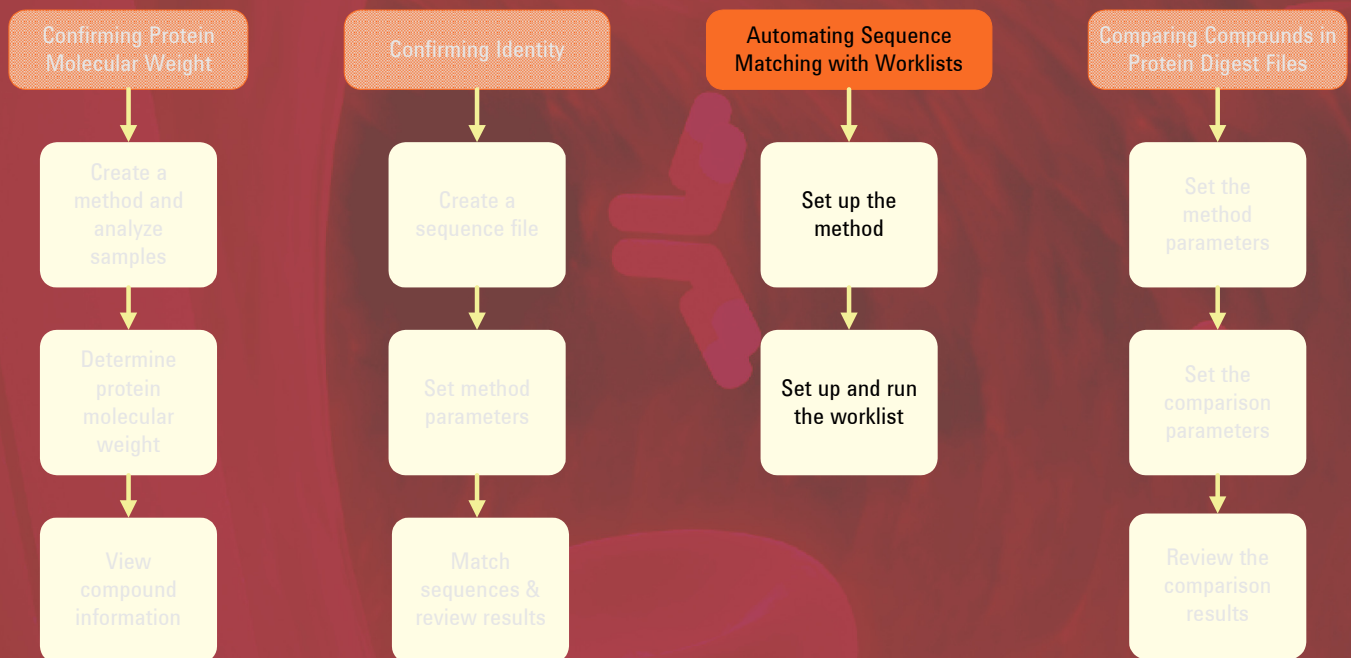 Confirming Protein
Molecular Weight
Create a
method and
analyze
samples
Determine
protein
molecular
weight
View
compound
information
Confirming Identity
Create a
sequence file
Set method
parameters
Match
sequences &
review results
Automating Sequence
Matching with Worklists
Set up the
method
Set up and run
the worklist
Comparing Compounds in
Protein Digest Files
Set the
method
parameters
Set the
comparison
parameters
Review the
comparison
results